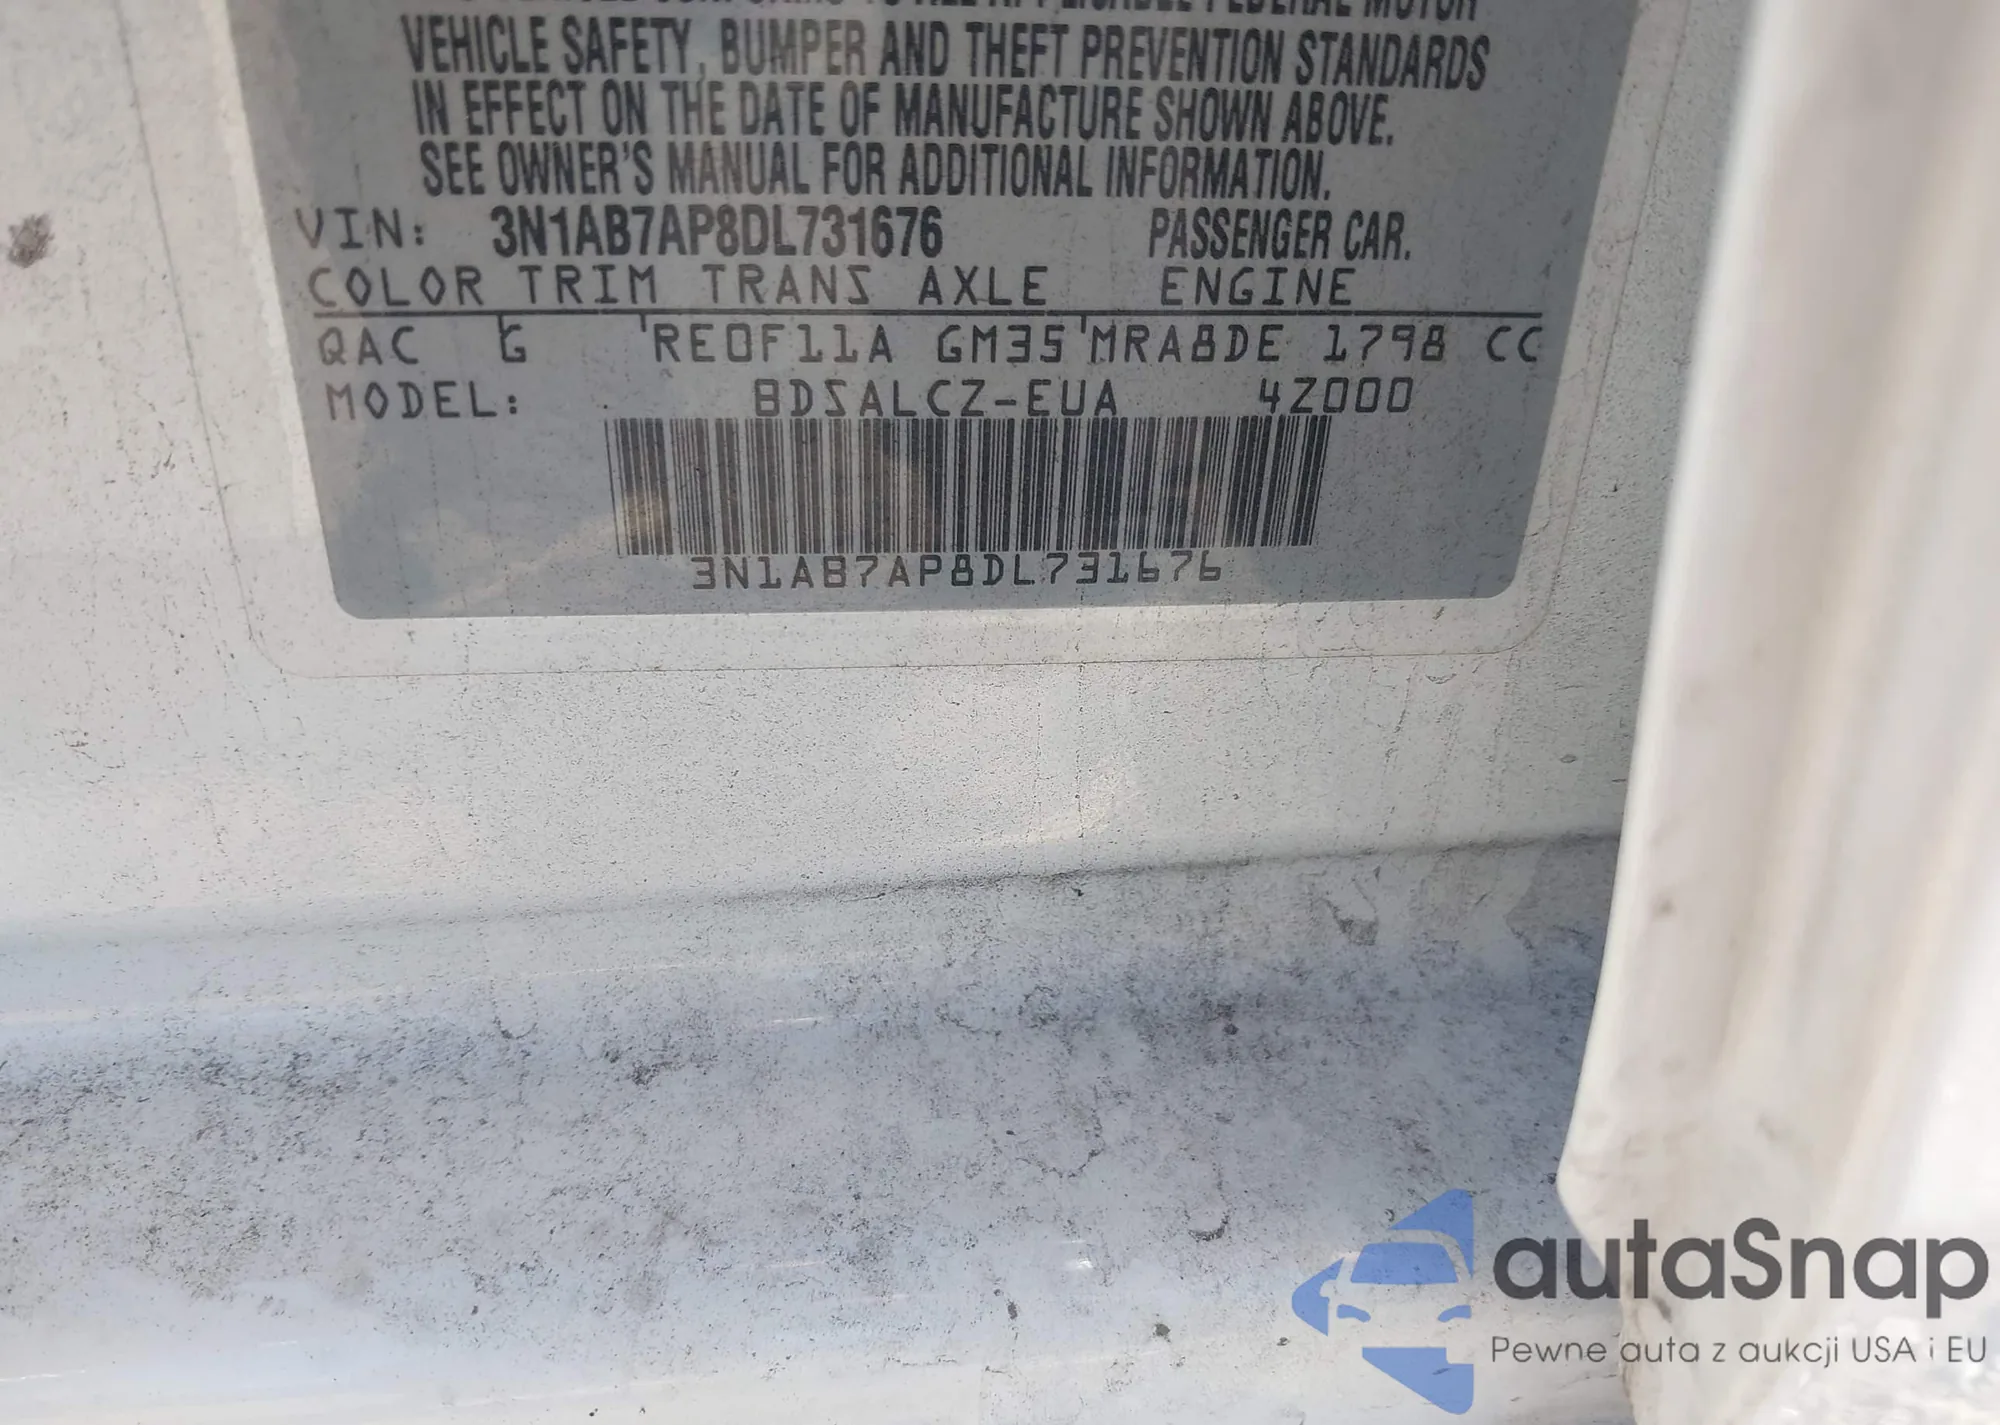 VEHICLE SAFETY, BUMPER AND THEFT PREVENTION STANDARDS
IN EFFECT ON THE DATE OF MANUFACTURE SHOWN ABOVE.
SEE OWNER'S MANUAL FOR ADDITIONAL INFORMATION.
VIN: 3N1AB7AP8DL731676 PASSENGER CAR.
COLOR TRIM TRANS AXLE ENGINE
QAC G RE0F11A GM35 MRA8DE 1798 CC
MODEL: BDSALCZ-EUA 4Z000
3N1AB7AP8DL731676
autaSnap
Pewne auta z aukcji USA i EU